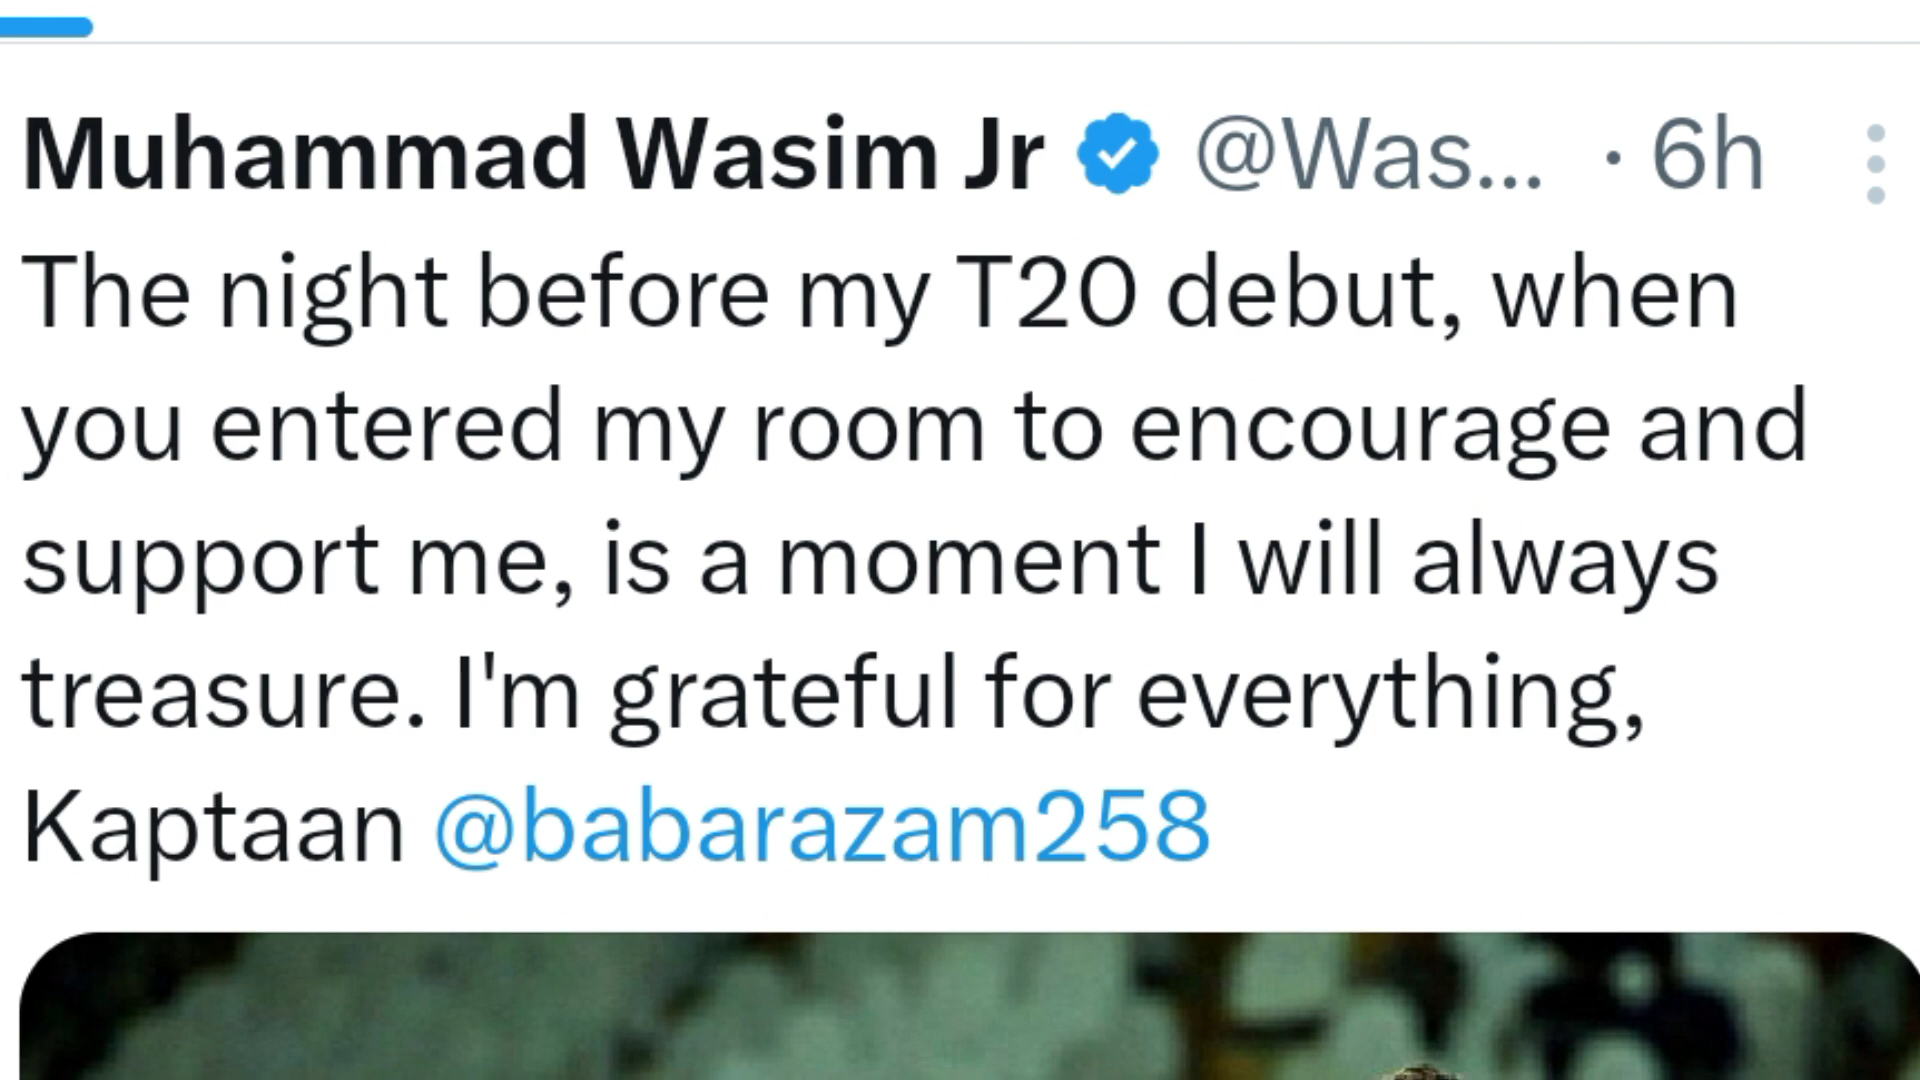 Muhammad Wasim Jr @Was... · 6h
The night before my T20 debut, when
you entered my room to encourage and
support me, is a moment I will always
treasure. I'm grateful for everything,
Kaptaan @babarazam258